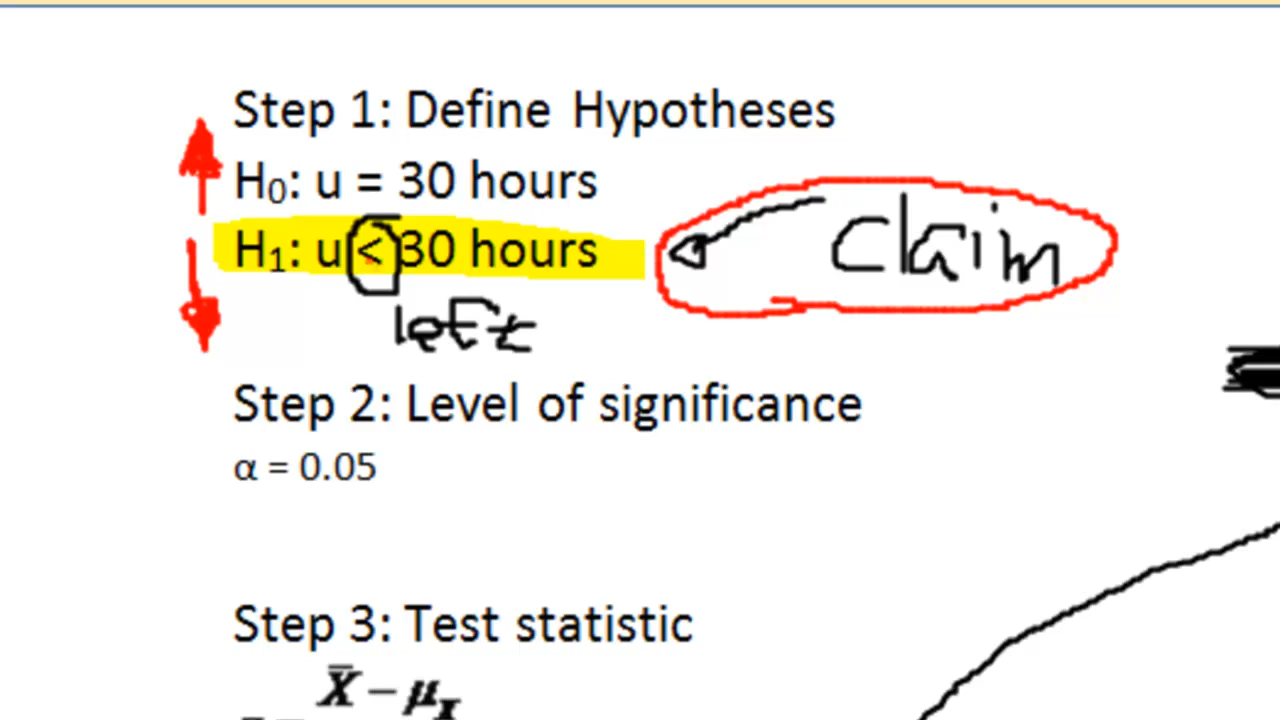 Step 1: Define Hypotheses
H₀: u = 30 hours
H₁: u < 30 hours
Claim
left
Step 2: Level of significance
α = 0.05
Step 3: Test statistic
X̄ − μ